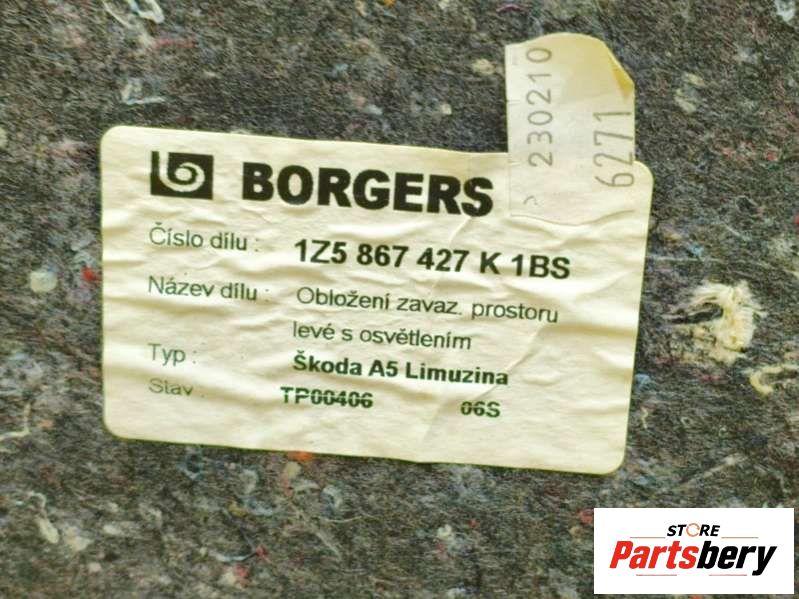 BORGERS
Číslo dílu : 1Z5 867 427 K 1BS
Název dílu : Obložení zavaz. prostoru
levé s osvětlením
Typ : Škoda A5 Limuzina
Stav : TP00406 06S
230210
6271
STORE
Partsbery